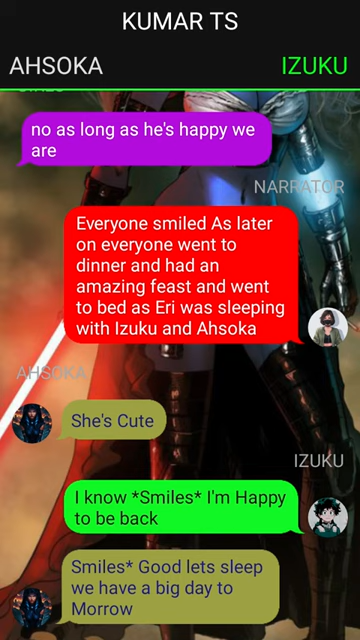 KUMAR TS
AHSOKA
IZUKU
no as long as he's happy we
are
NARRATOR
Everyone smiled As later
on everyone went to
dinner and had an
amazing feast and went
to bed as Eri was sleeping
with Izuku and Ahsoka
AHSOKA
She's Cute
IZUKU
I know *Smiles* I'm Happy
to be back
Smiles* Good lets sleep
we have a big day to
Morrow